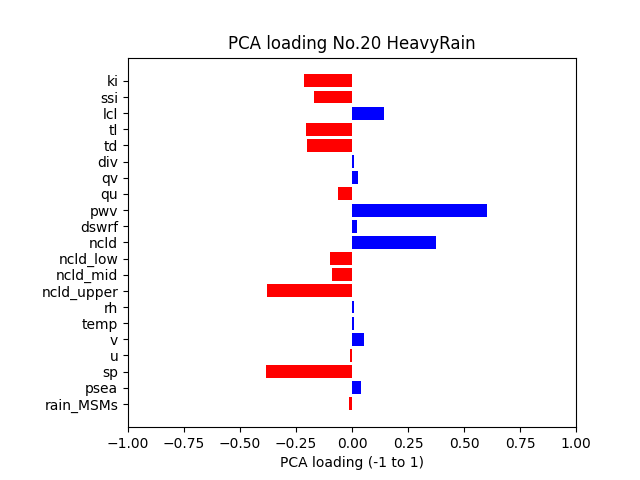 PCA loading No.20 HeavyRain
ki
ssi
lcl
tl
td
div
qv
qu
pwv
dswrf
ncld
ncld_low
ncld_mid
ncld_upper
rh
temp
v
u
sp
psea
rain_MSMs
−1.00 −0.75 −0.50 −0.25 0.00 0.25 0.50 0.75 1.00
PCA loading (-1 to 1)